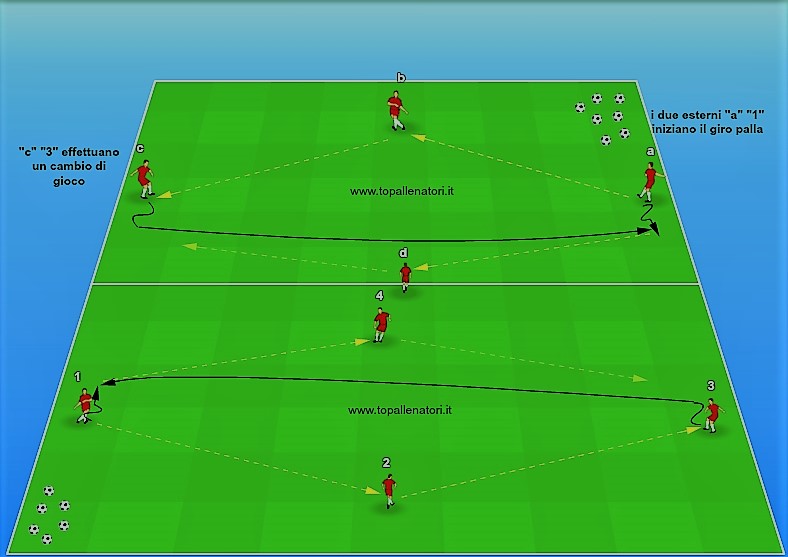 b
i due esterni "a" "1"
iniziano il giro palla
"c" "3" effettuano
un cambio di
gioco
c
a
www.topallenatori.it
d
4
1
3
www.topallenatori.it
2